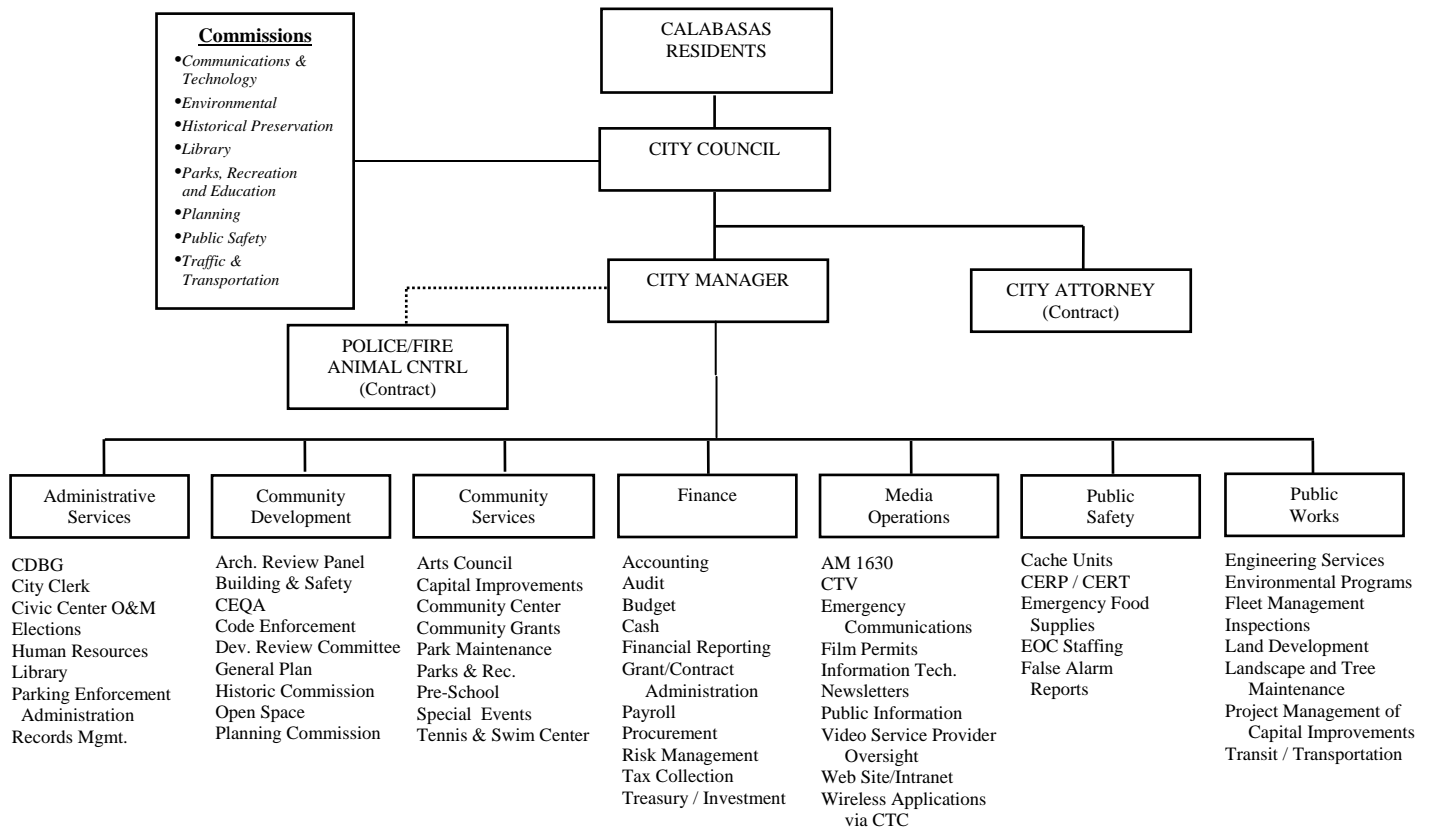 Commissions
•Communications &
Technology
•Environmental
•Historical Preservation
•Library
•Parks, Recreation
and Education
•Planning
•Public Safety
•Traffic &
Transportation
CALABASAS
RESIDENTS
CITY COUNCIL
CITY MANAGER
CITY ATTORNEY
(Contract)
POLICE/FIRE
ANIMAL CNTRL
(Contract)
Administrative
Services
CDBG
City Clerk
Civic Center O&M
Elections
Human Resources
Library
Parking Enforcement
Administration
Records Mgmt.
Community
Development
Arch. Review Panel
Building & Safety
CEQA
Code Enforcement
Dev. Review Committee
General Plan
Historic Commission
Open Space
Planning Commission
Community
Services
Arts Council
Capital Improvements
Community Center
Community Grants
Park Maintenance
Parks & Rec.
Pre-School
Special Events
Tennis & Swim Center
Finance
Accounting
Audit
Budget
Cash
Financial Reporting
Grant/Contract
Administration
Payroll
Procurement
Risk Management
Tax Collection
Treasury / Investment
Media
Operations
AM 1630
CTV
Emergency
Communications
Film Permits
Information Tech.
Newsletters
Public Information
Video Service Provider
Oversight
Web Site/Intranet
Wireless Applications
via CTC
Public
Safety
Cache Units
CERP / CERT
Emergency Food
Supplies
EOC Staffing
False Alarm
Reports
Public
Works
Engineering Services
Environmental Programs
Fleet Management
Inspections
Land Development
Landscape and Tree
Maintenance
Project Management of
Capital Improvements
Transit / Transportation